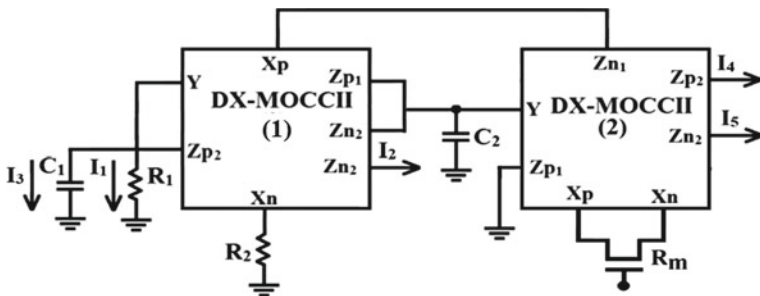 Xp
Y
Zp1
DX-MOCCII
(1)
Zp2
Zn2
Zn2
Xn
I3
C1
I1
R1
I2
R2
C2
Zn1
Zp2
I4
Y
DX-MOCCII
(2)
Zn2
I5
Zp1
Xp
Xn
Rm